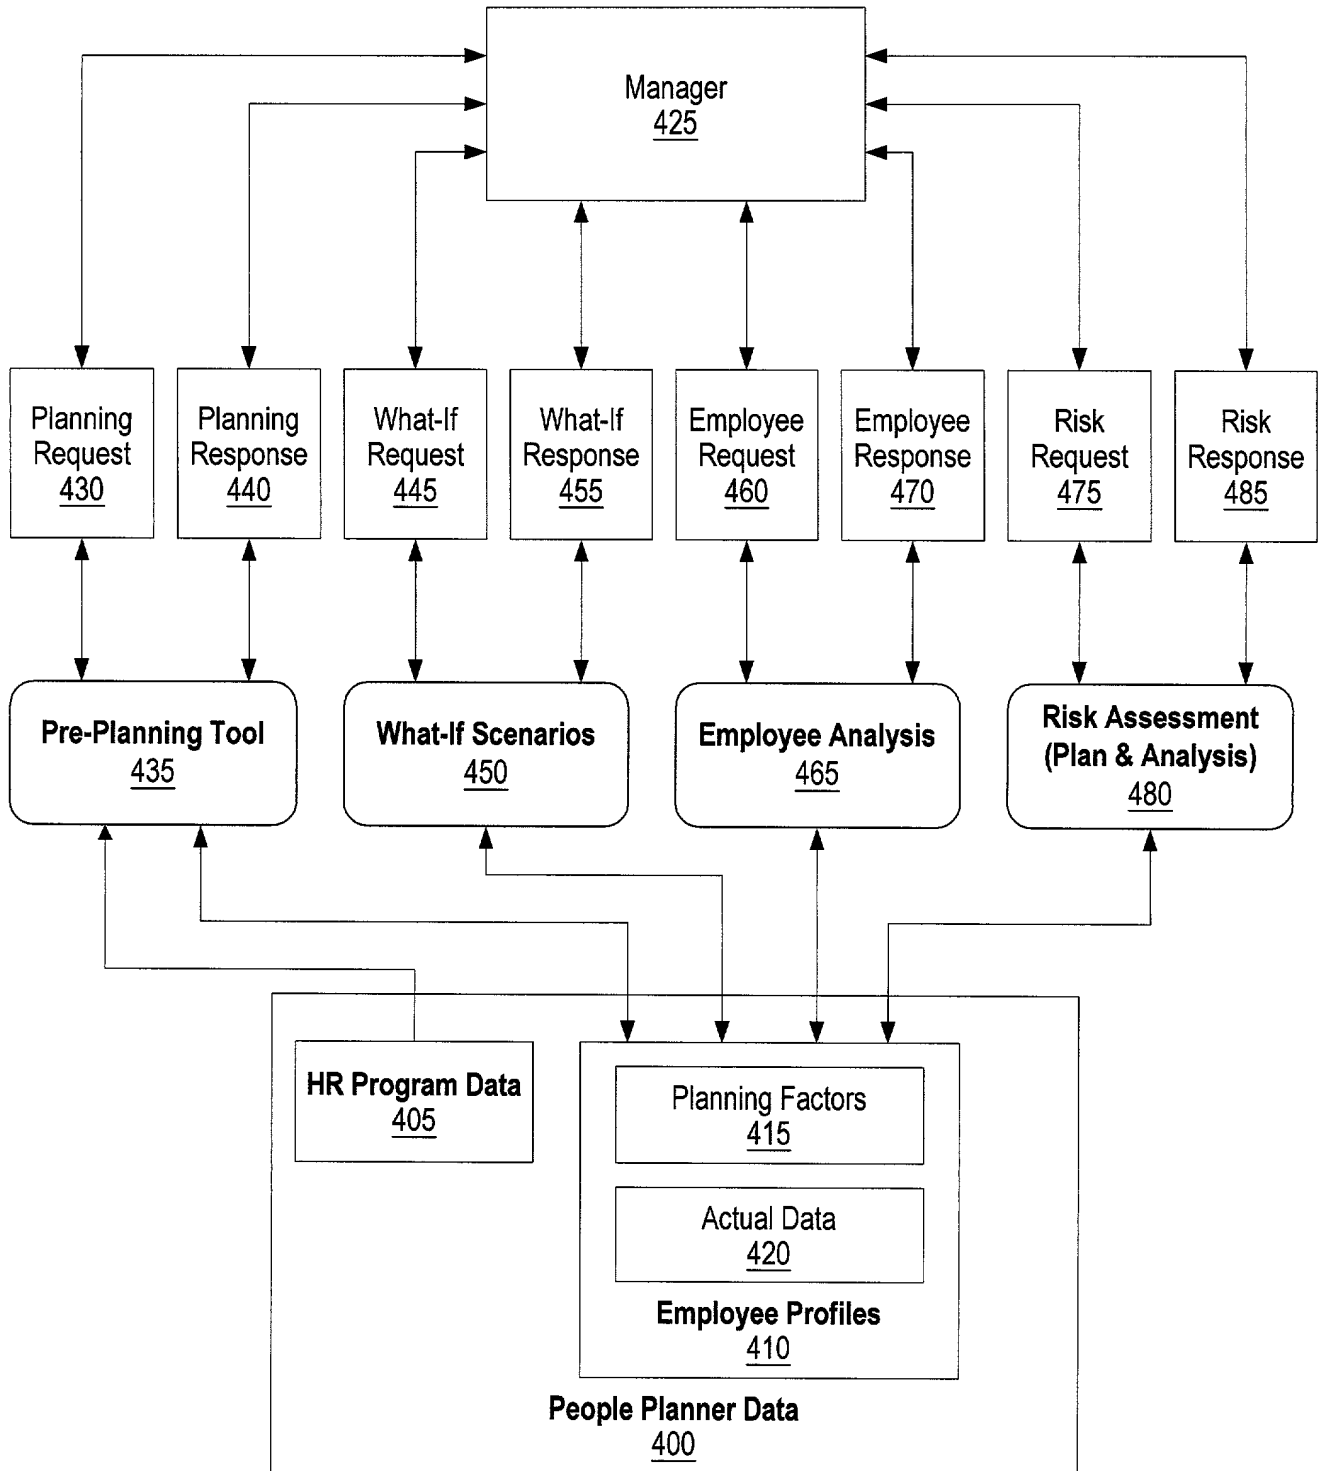 Manager
425
Planning
Request
430
Planning
Response
440
What-If
Request
445
What-If
Response
455
Employee
Request
460
Employee
Response
470
Risk
Request
475
Risk
Response
485
Pre-Planning Tool
435
What-If Scenarios
450
Employee Analysis
465
Risk Assessment
(Plan & Analysis)
480
HR Program Data
405
Planning Factors
415
Actual Data
420
Employee Profiles
410
People Planner Data
400